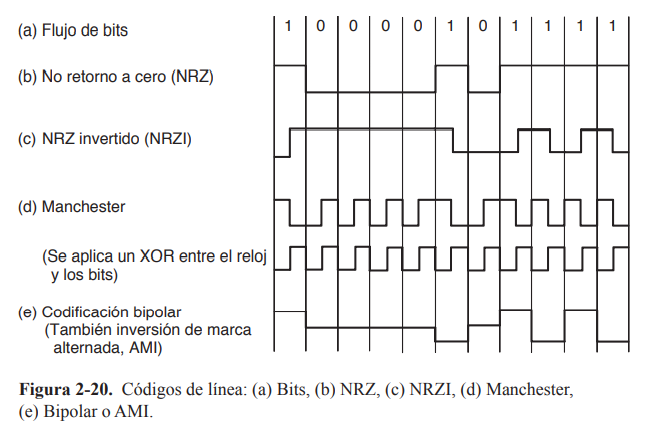 (a) Flujo de bits 1 0 0 0 0 1 0 1 1 1 1
(b) No retorno a cero (NRZ)
(c) NRZ invertido (NRZI)
(d) Manchester
(Se aplica un XOR entre el reloj
y los bits)
(e) Codificación bipolar
(También inversión de marca
alternada, AMI)
Figura 2-20. Códigos de línea: (a) Bits, (b) NRZ, (c) NRZI, (d) Manchester,
(e) Bipolar o AMI.